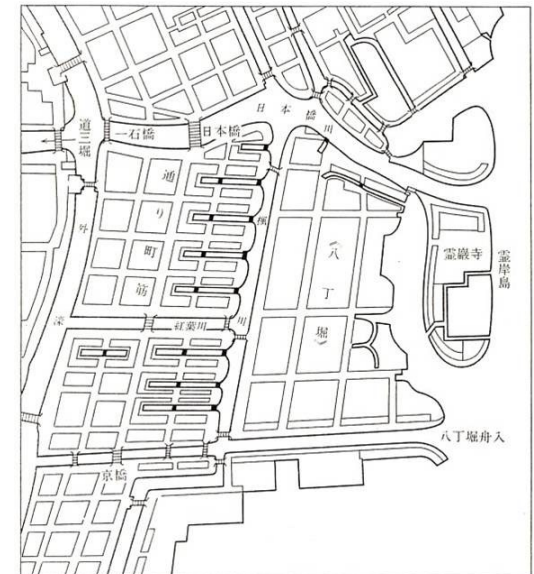 日本橋川
一石橋
日本橋
道三堀
通り町筋
外濠
楓川
紅葉川
《八丁堀》
霊巌寺
霊岸島
八丁堀舟入
京橋